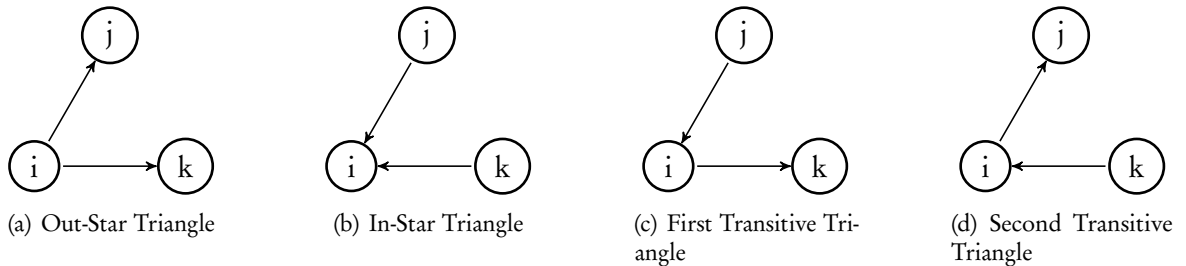 j
j
j
j
i
k
i
k
i
k
i
k
(a) Out-Star Triangle
(b) In-Star Triangle
(c) First Transitive Tri-
angle
(d) Second Transitive
Triangle